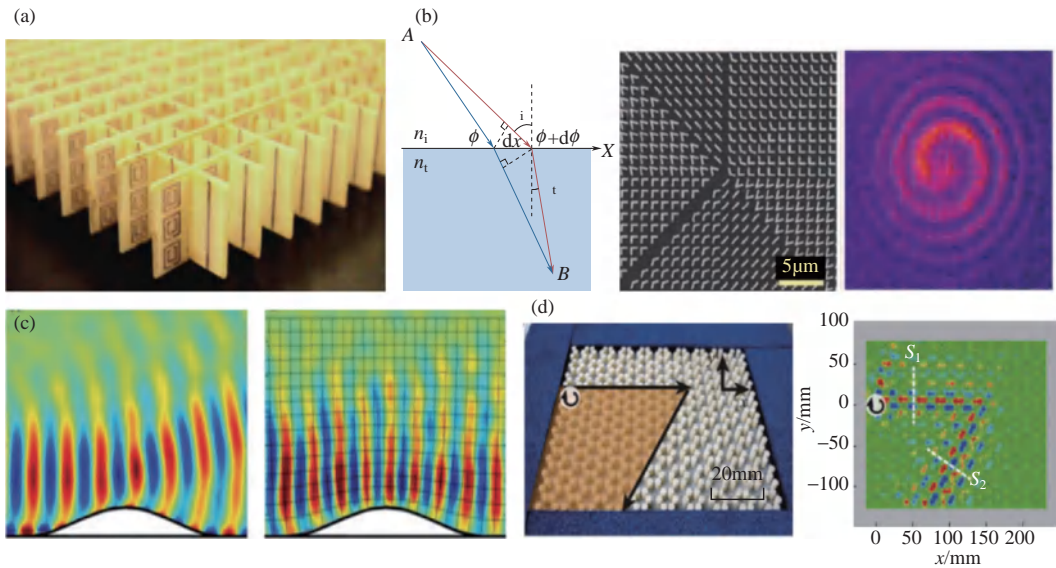 (a)
(b)
A
i
n_i
ϕ
dx
ϕ+dϕ
X
n_t
t
B
5μm
(c)
(d)
20mm
100
50
0
−50
−100
y/mm
S_1
S_2
0
50
100
150
200
x/mm